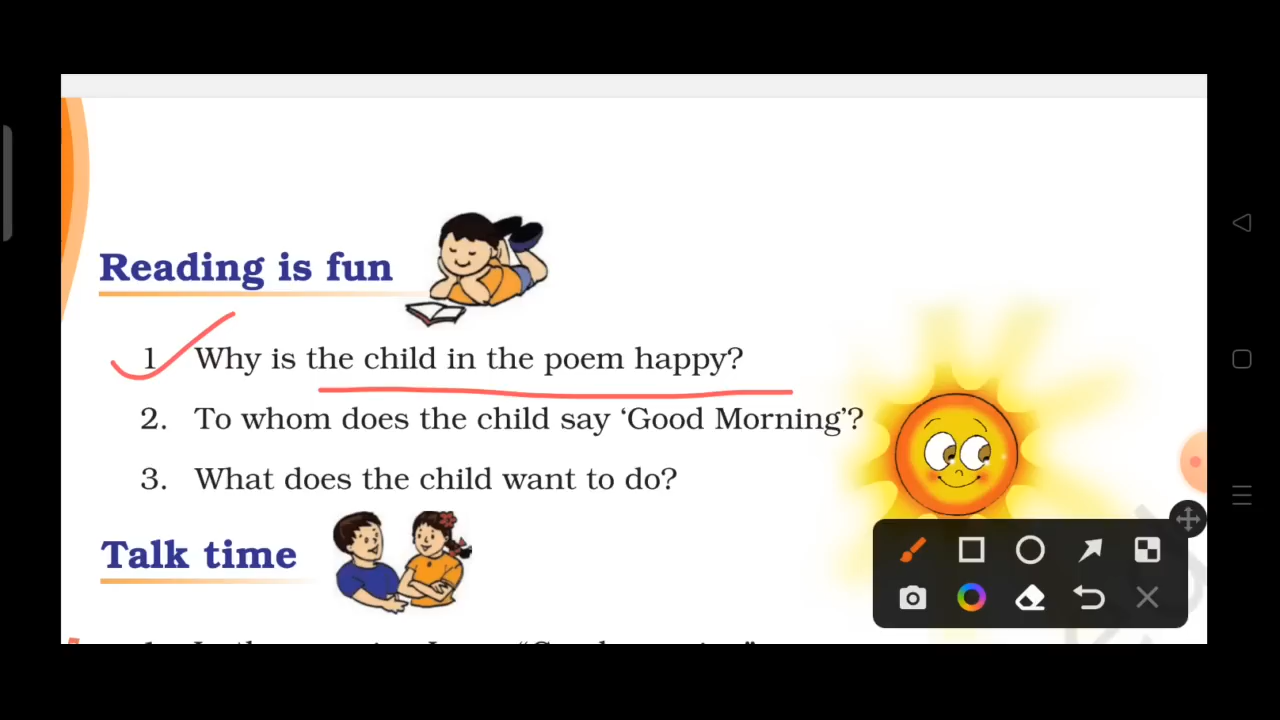 Reading is fun
1 Why is the child in the poem happy?
2. To whom does the child say ‘Good Morning’?
3. What does the child want to do?
Talk time